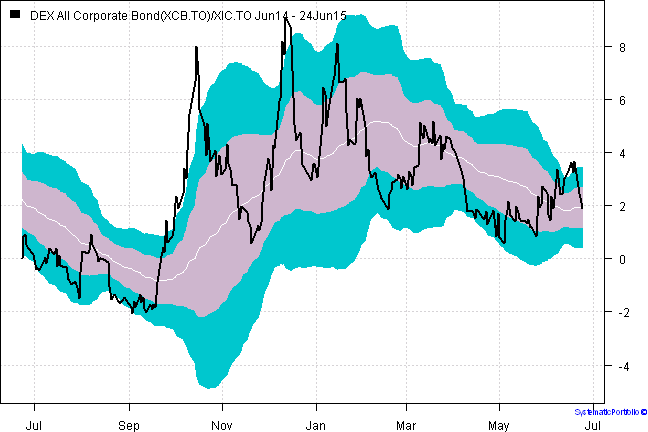 DEX All Corporate Bond(XCB.TO)/XIC.TO Jun14 - 24Jun15
8
6
4
2
0
-2
-4
SystematicPortfolio ©
Jul Sep Nov Jan Mar May Jul